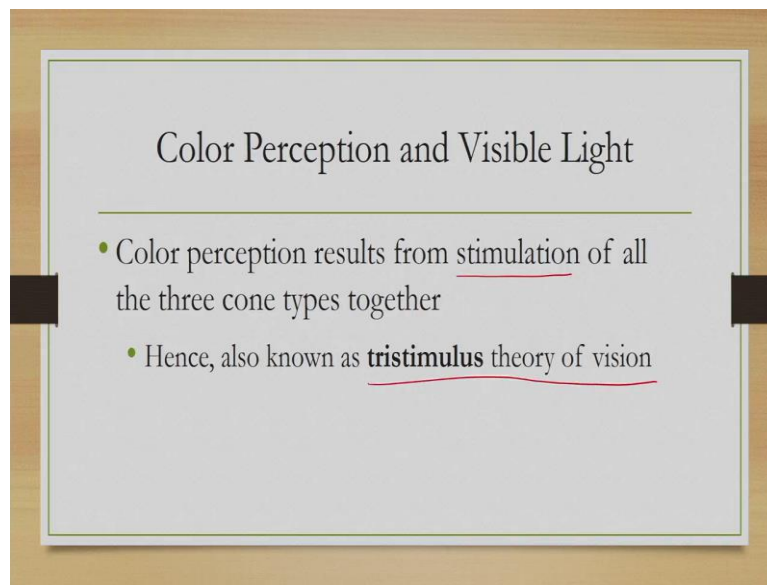 Color Perception and Visible Light
• Color perception results from stimulation of all
the three cone types together
• Hence, also known as tristimulus theory of vision